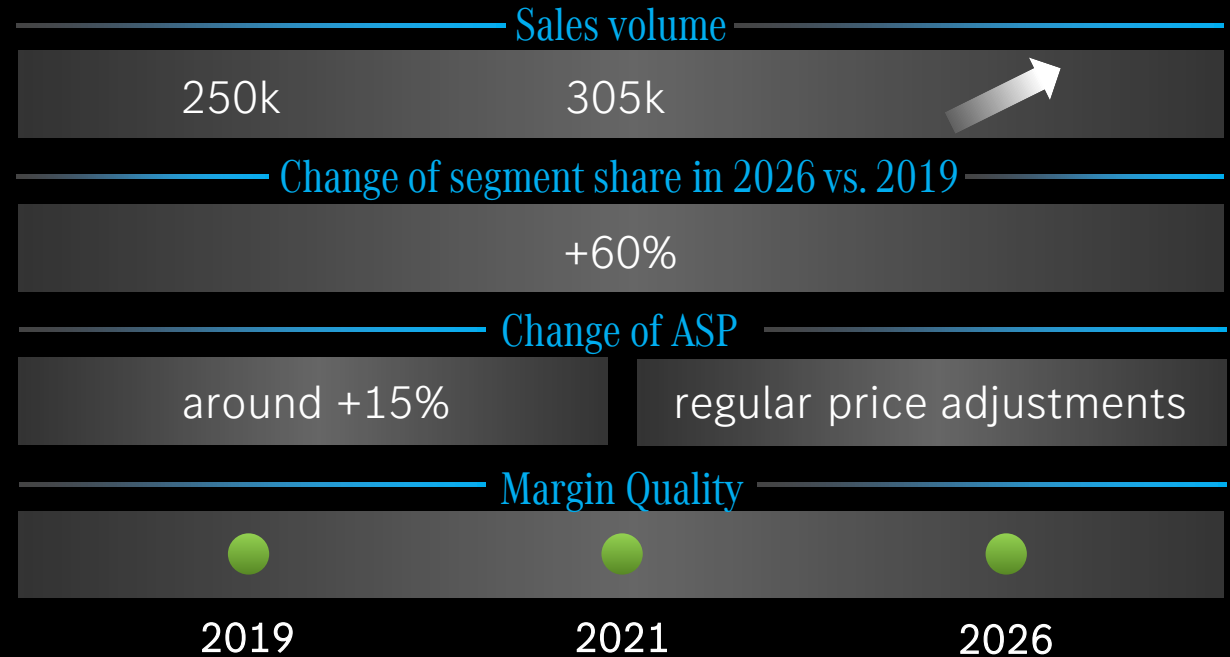 Sales volume
250k 305k
Change of segment share in 2026 vs. 2019
+60%
Change of ASP
around +15% regular price adjustments
Margin Quality
2019 2021 2026